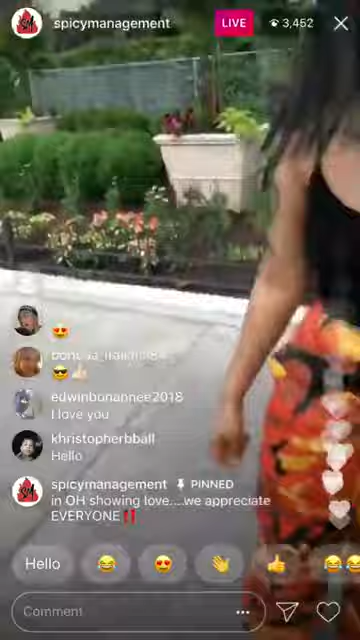 spicymanagement
LIVE
3,452
edwinbonannee2018
I love you
khristopherbball
Hello
spicymanagement PINNED
in OH showing love....we appreciate
EVERYONE‼️
Hello
Comment